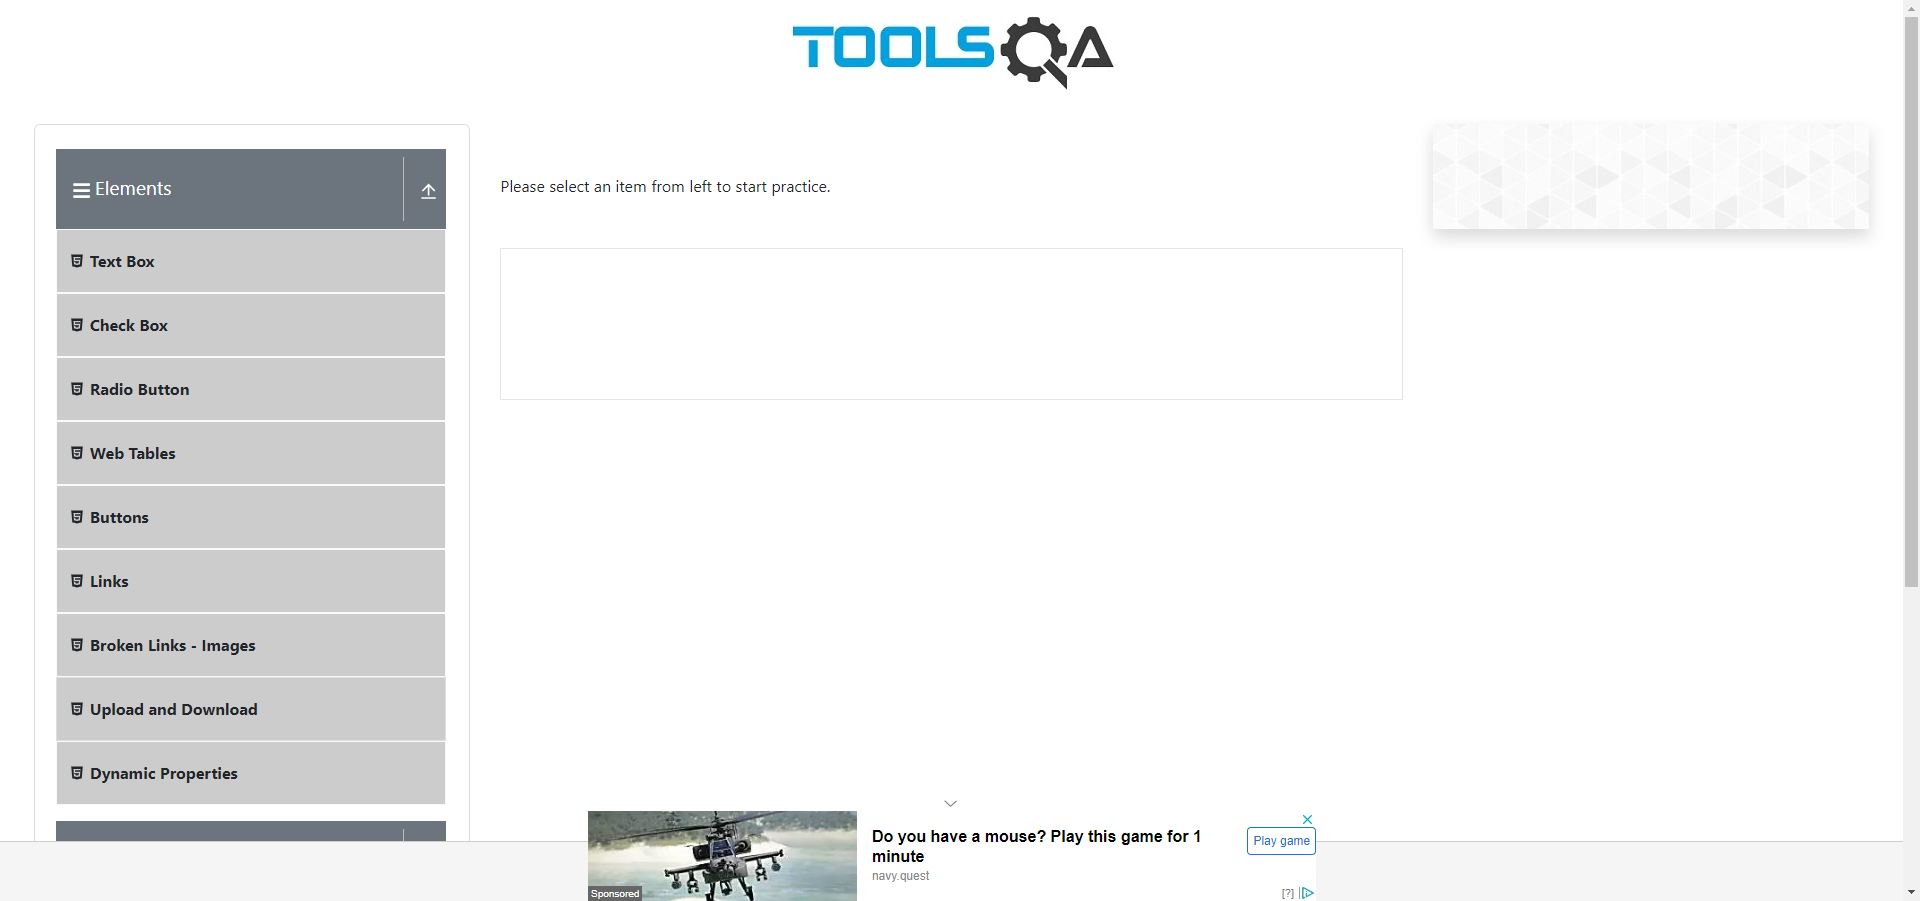 TOOLSQA
Elements
Please select an item from left to start practice.
Text Box
Check Box
Radio Button
Web Tables
Buttons
Links
Broken Links - Images
Upload and Download
Dynamic Properties
Do you have a mouse? Play this game for 1
minute
navy.quest
Play game
Sponsored
[?]